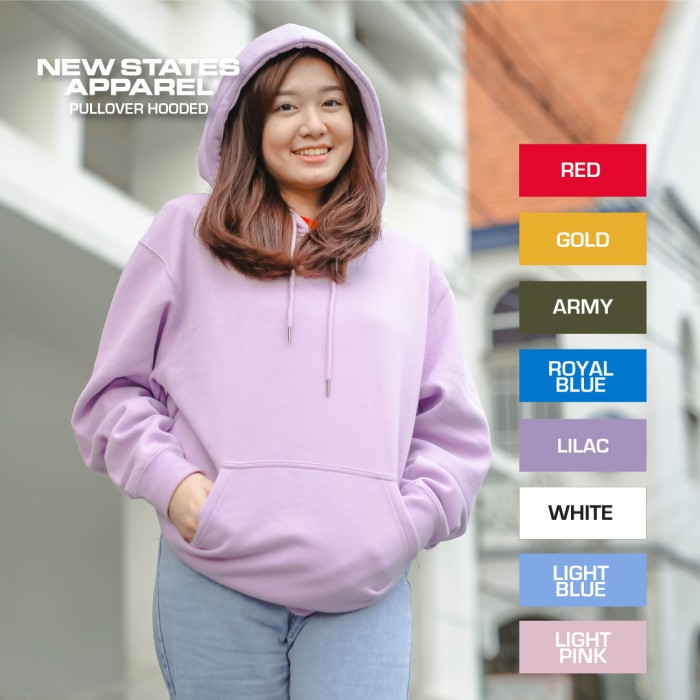 NEW STATES
APPAREL
PULLOVER HOODED
RED
GOLD
ARMY
ROYAL
BLUE
LILAC
WHITE
LIGHT
BLUE
LIGHT
PINK